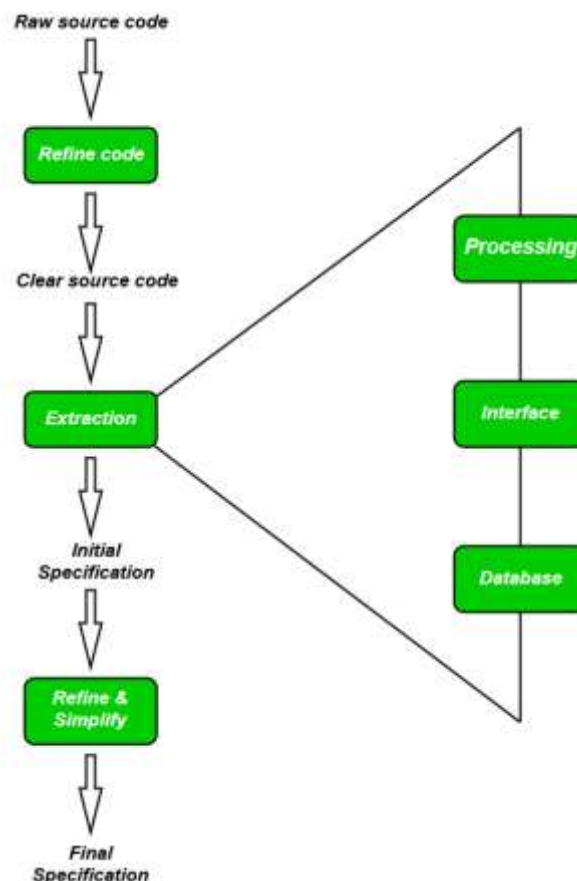 Raw source code
Refine code
Clear source code
Extraction
Initial
Specification
Refine &
Simplify
Final
Specification
Processing
Interface
Database